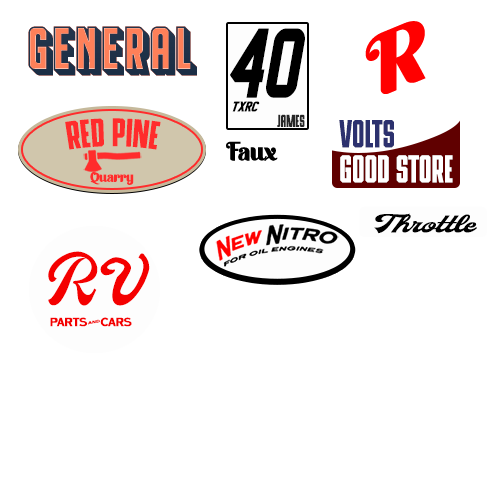 GENERAL
40
TXRC
JAMES
R
RED PINE
Quarry
Faux
VOLTS
GOOD STORE
Throttle
NEW NITRO
FOR OIL ENGINES
RV
PARTS AND CARS